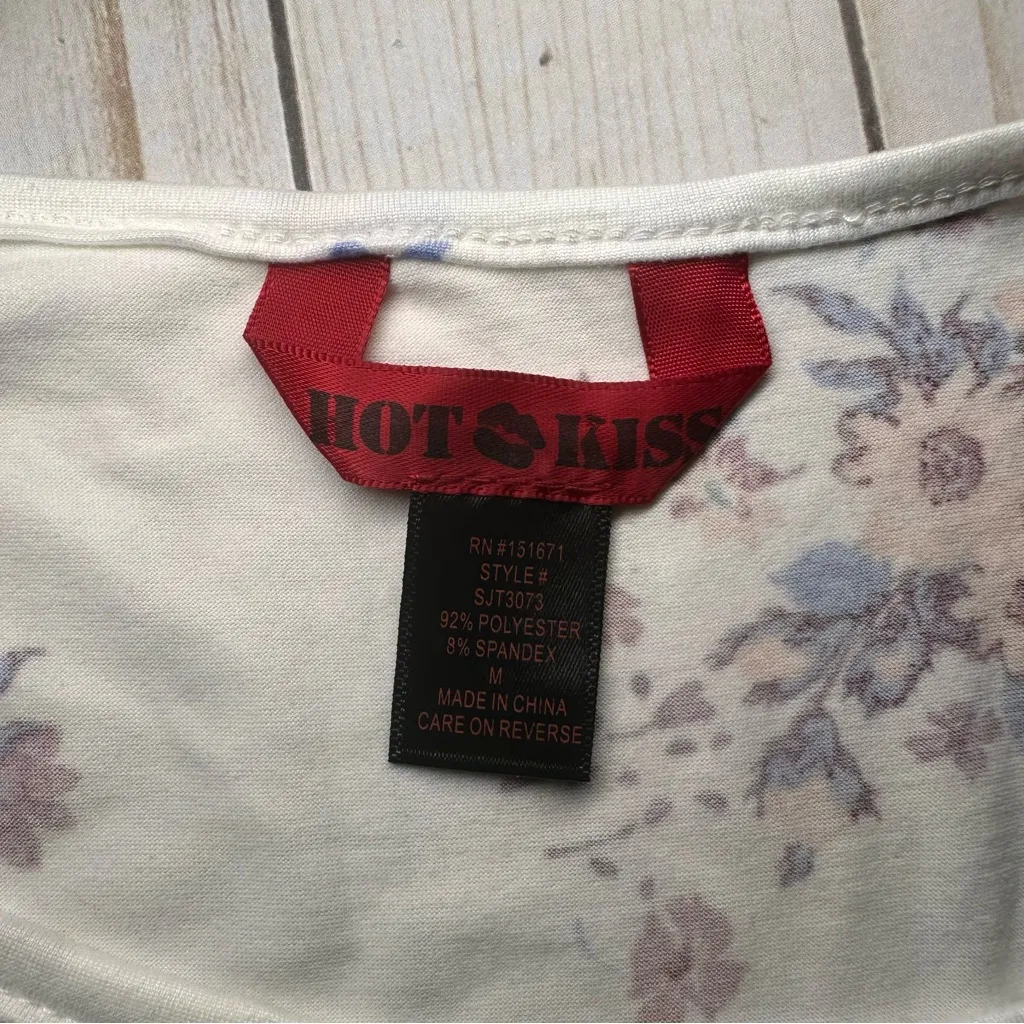 HOT KISS
RN #151671
STYLE #
SJT3073
92% POLYESTER
8% SPANDEX
M
MADE IN CHINA
CARE ON REVERSE